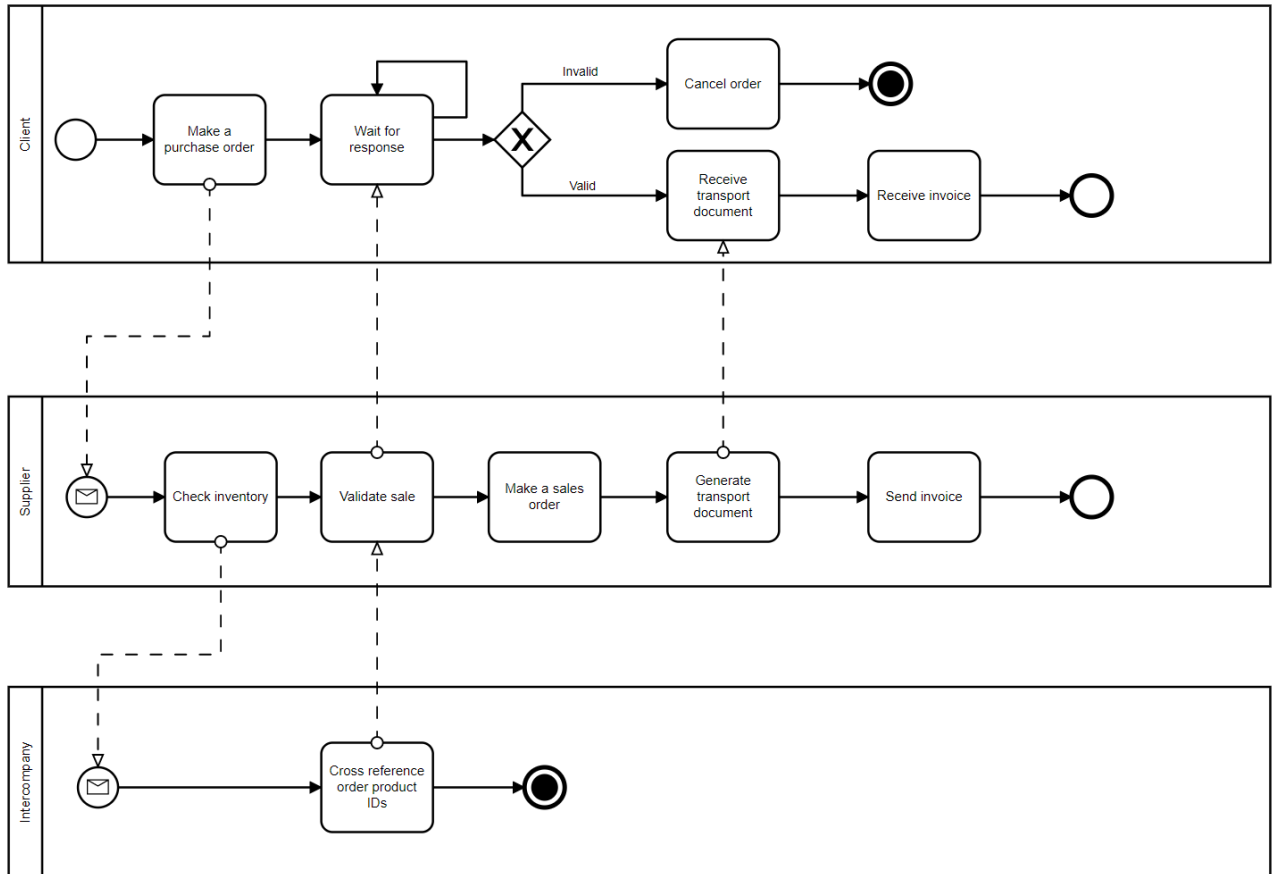 Client
Make a
purchase order
Wait for
response
Invalid
Cancel order
Valid
Receive
transport
document
Receive invoice
Supplier
Check inventory
Validate sale
Make a sales
order
Generate
transport
document
Send invoice
Intercompany
Cross reference
order product
IDs